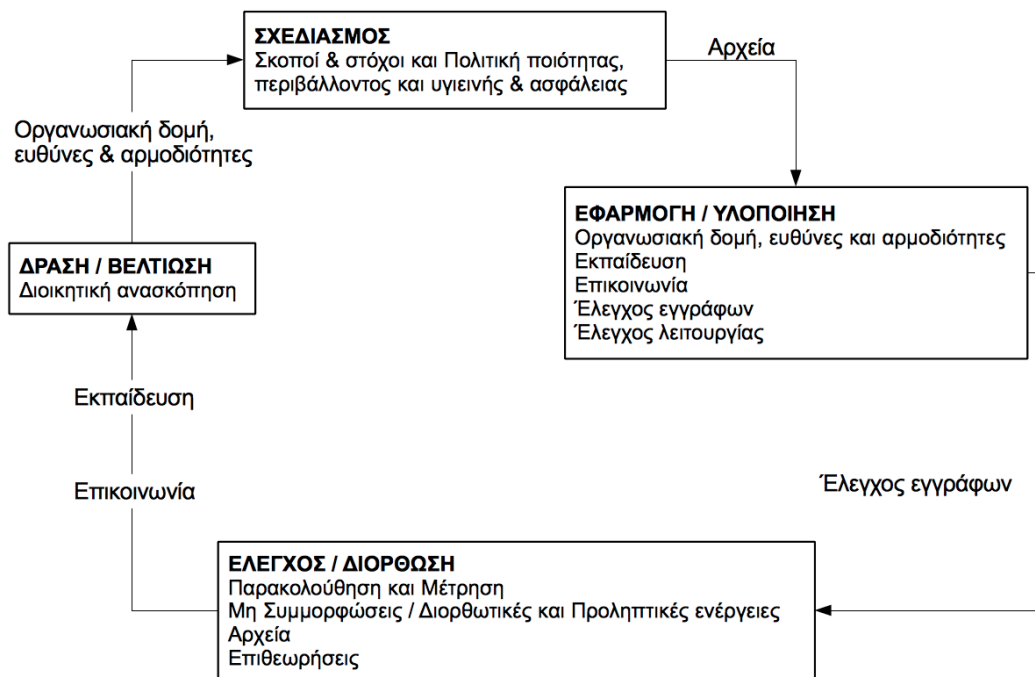 ΣΧΕΔΙΑΣΜΟΣ
Σκοποί & στόχοι και Πολιτική ποιότητας,
περιβάλλοντος και υγιεινής & ασφάλειας
Αρχεία
Οργανωσιακή δομή,
ευθύνες & αρμοδιότητες
ΕΦΑΡΜΟΓΗ / ΥΛΟΠΟΙΗΣΗ
Οργανωσιακή δομή, ευθύνες και αρμοδιότητες
Εκπαίδευση
Επικοινωνία
Έλεγχος εγγράφων
Έλεγχος λειτουργίας
ΔΡΑΣΗ / ΒΕΛΤΙΩΣΗ
Διοικητική ανασκόπηση
Εκπαίδευση
Επικοινωνία
Έλεγχος εγγράφων
ΕΛΕΓΧΟΣ / ΔΙΟΡΘΩΣΗ
Παρακολούθηση και Μέτρηση
Μη Συμμορφώσεις / Διορθωτικές και Προληπτικές ενέργειες
Αρχεία
Επιθεωρήσεις